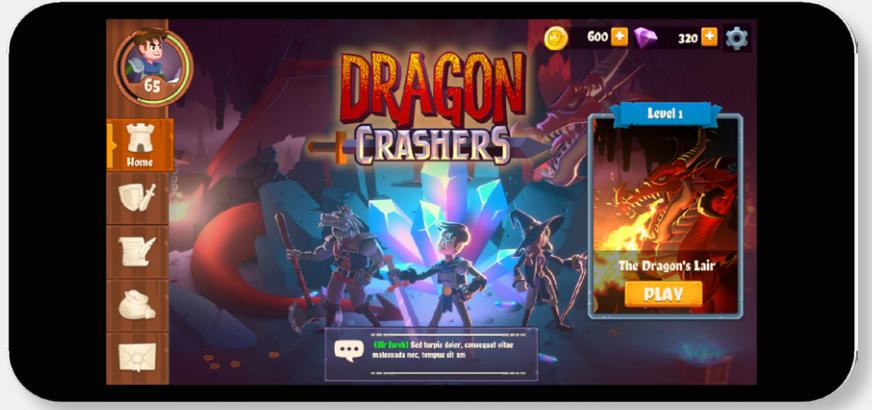 65
Home
DRAGON
CRASHERS
600
320
Level 1
The Dragon's Lair
PLAY
(Sir Jurek) Sed turpis dolor, consequat vitae
malesuada nec, tempus sit am